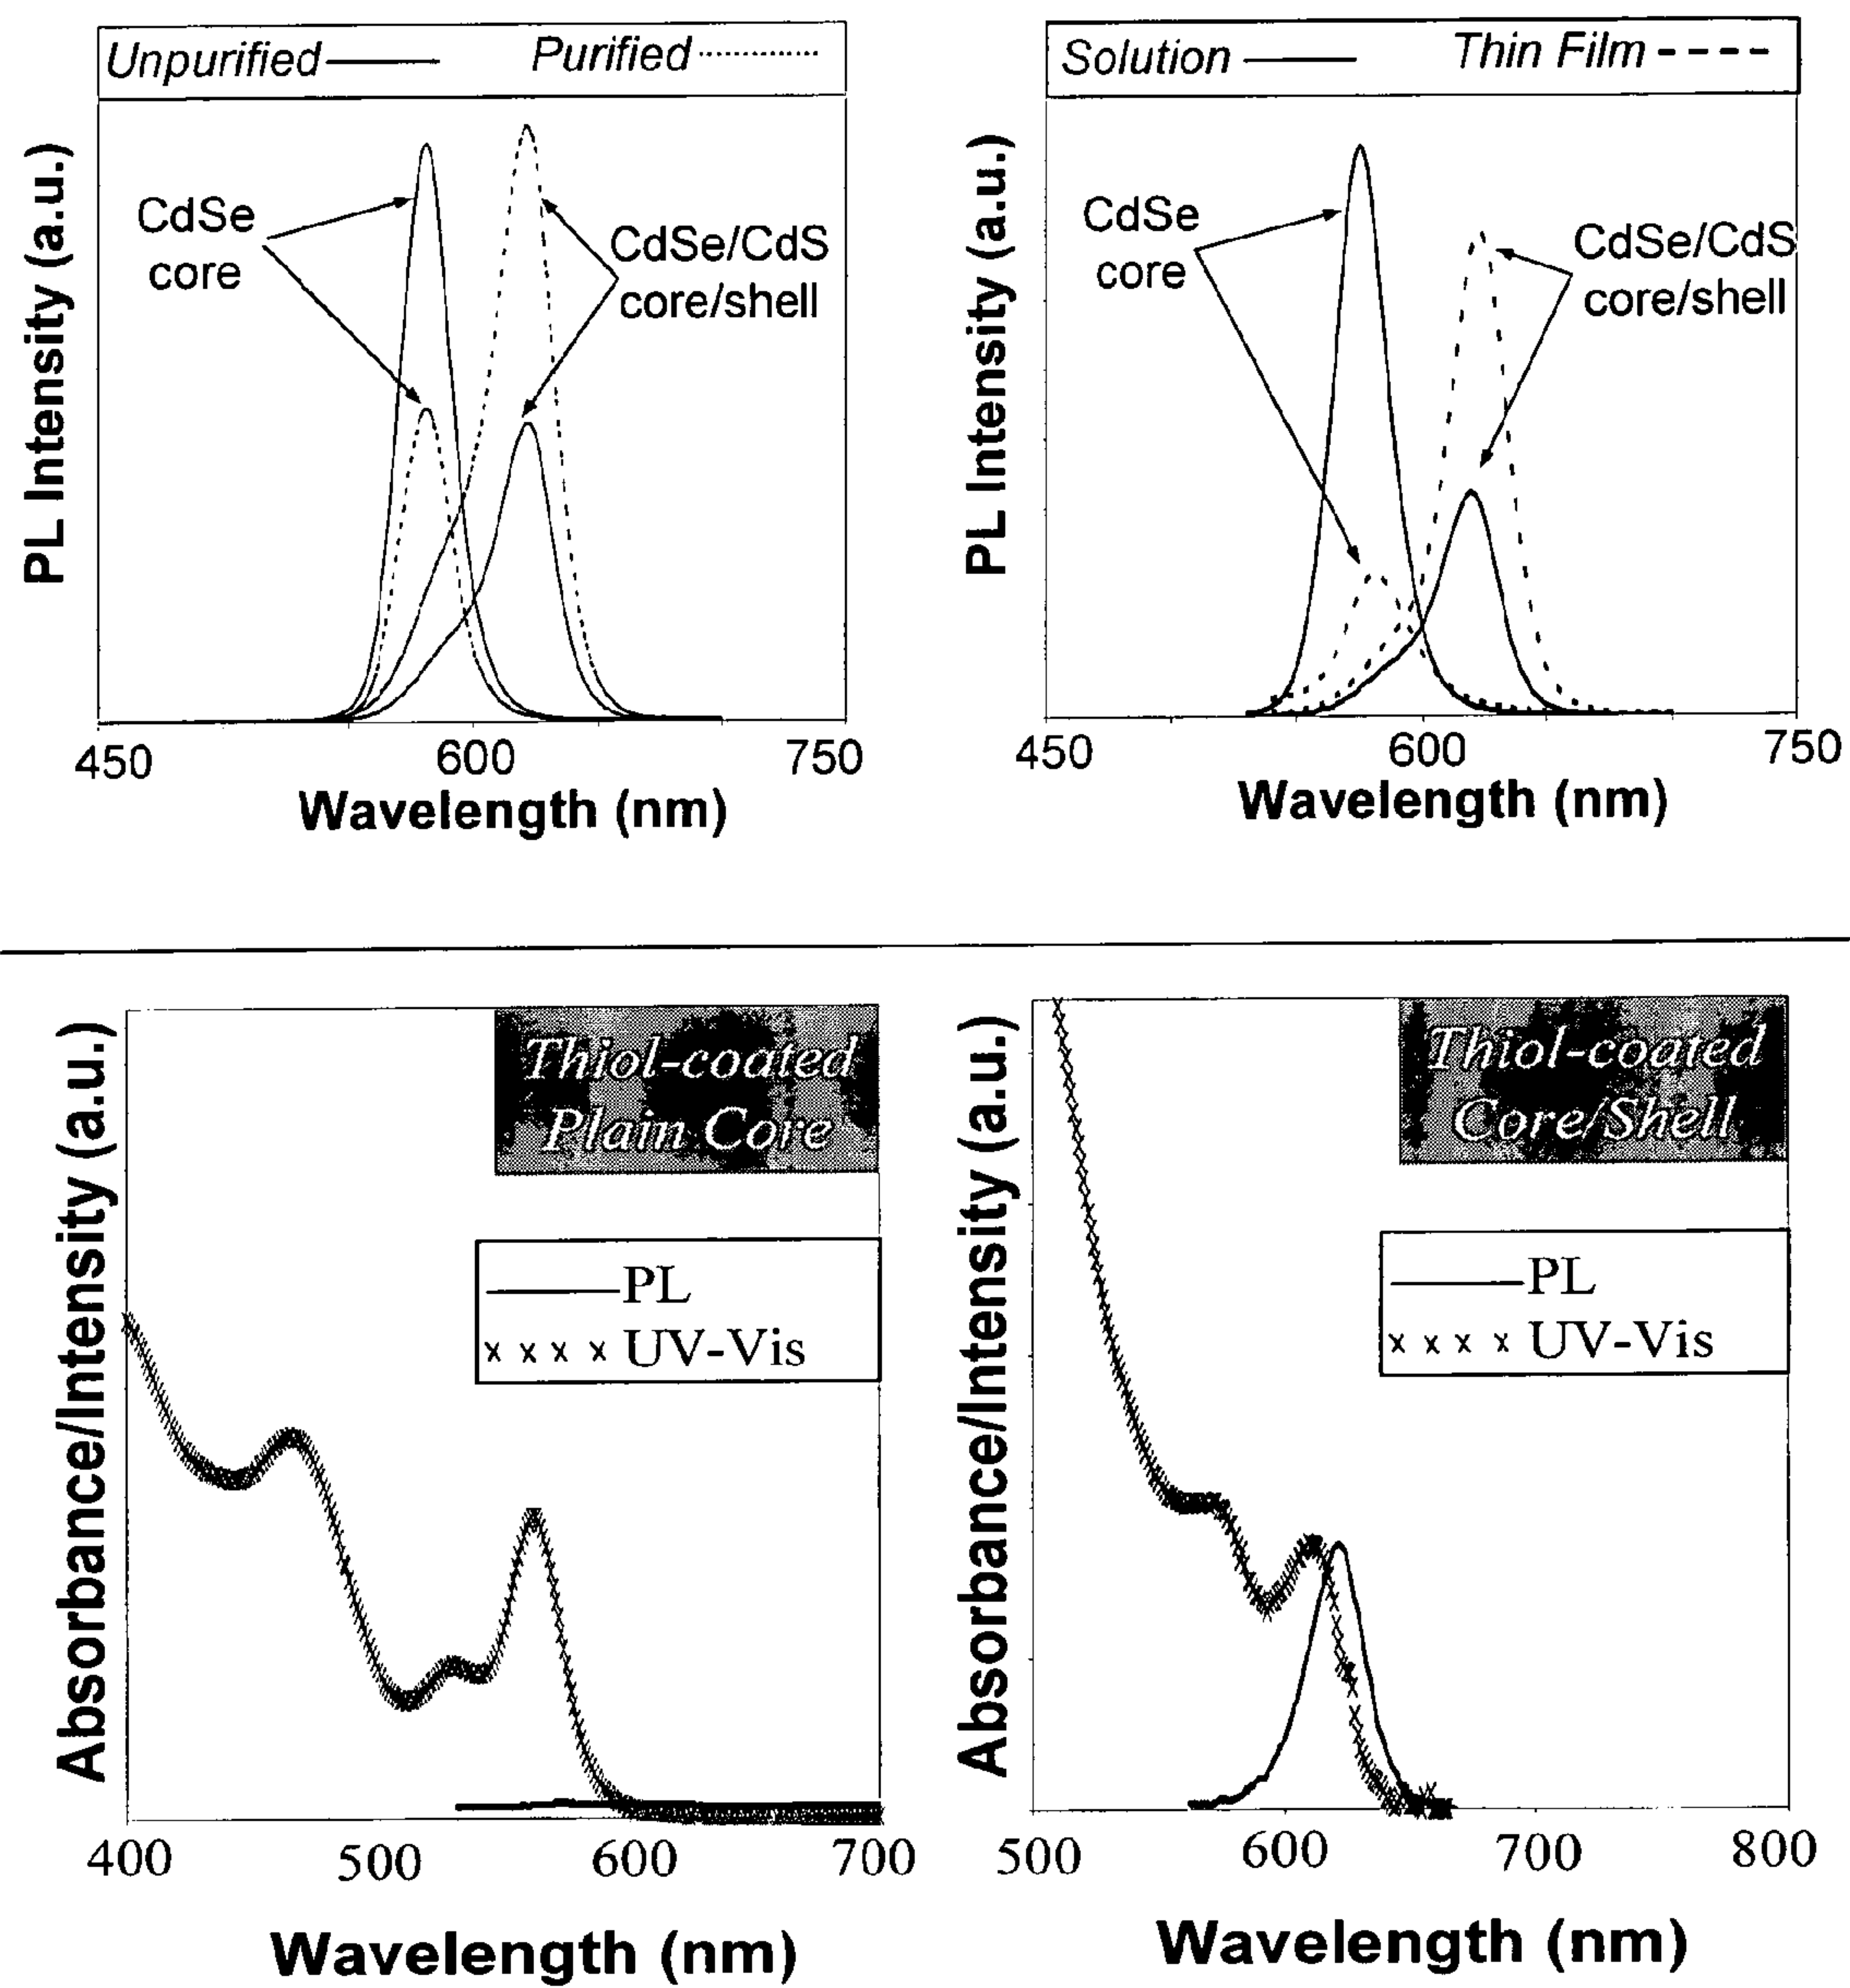 Unpurified Purified
PL Intensity (a.u.)
CdSe
core
CdSe/CdS
core/shell
450 600 750
Wavelength (nm)
Solution Thin Film
PL Intensity (a.u.)
CdSe
core
CdSe/CdS
core/shell
450 600 750
Wavelength (nm)
Absorbance/Intensity (a.u.)
Thiol-coated
Plain Core
PL
UV-Vis
400 500 600 700
Wavelength (nm)
Absorbance/Intensity (a.u.)
Thiol-coated
Core/Shell
PL
UV-Vis
500 600 700 800
Wavelength (nm)